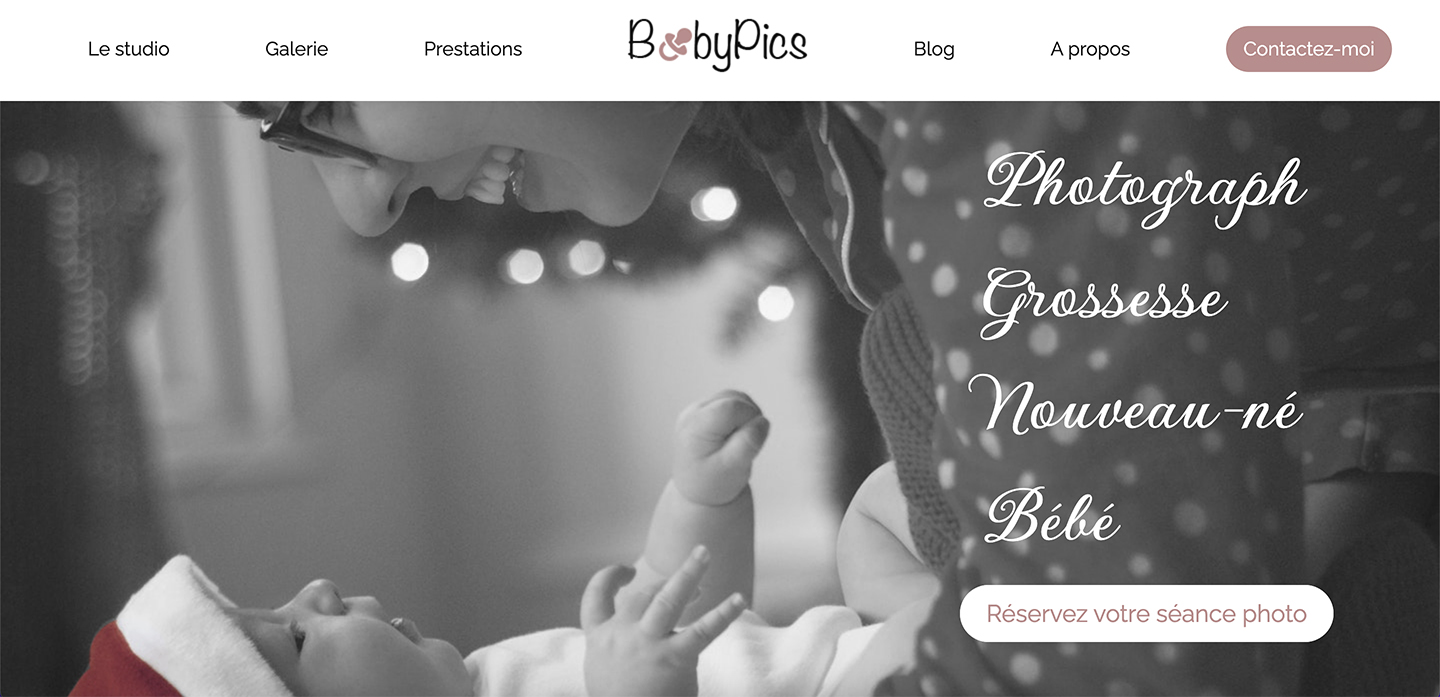 Le studio
Galerie
Prestations
BabyPics
Blog
A propos
Contactez-moi
Photograph
Grossesse
Nouveau-né
Bébé
Réservez votre séance photo